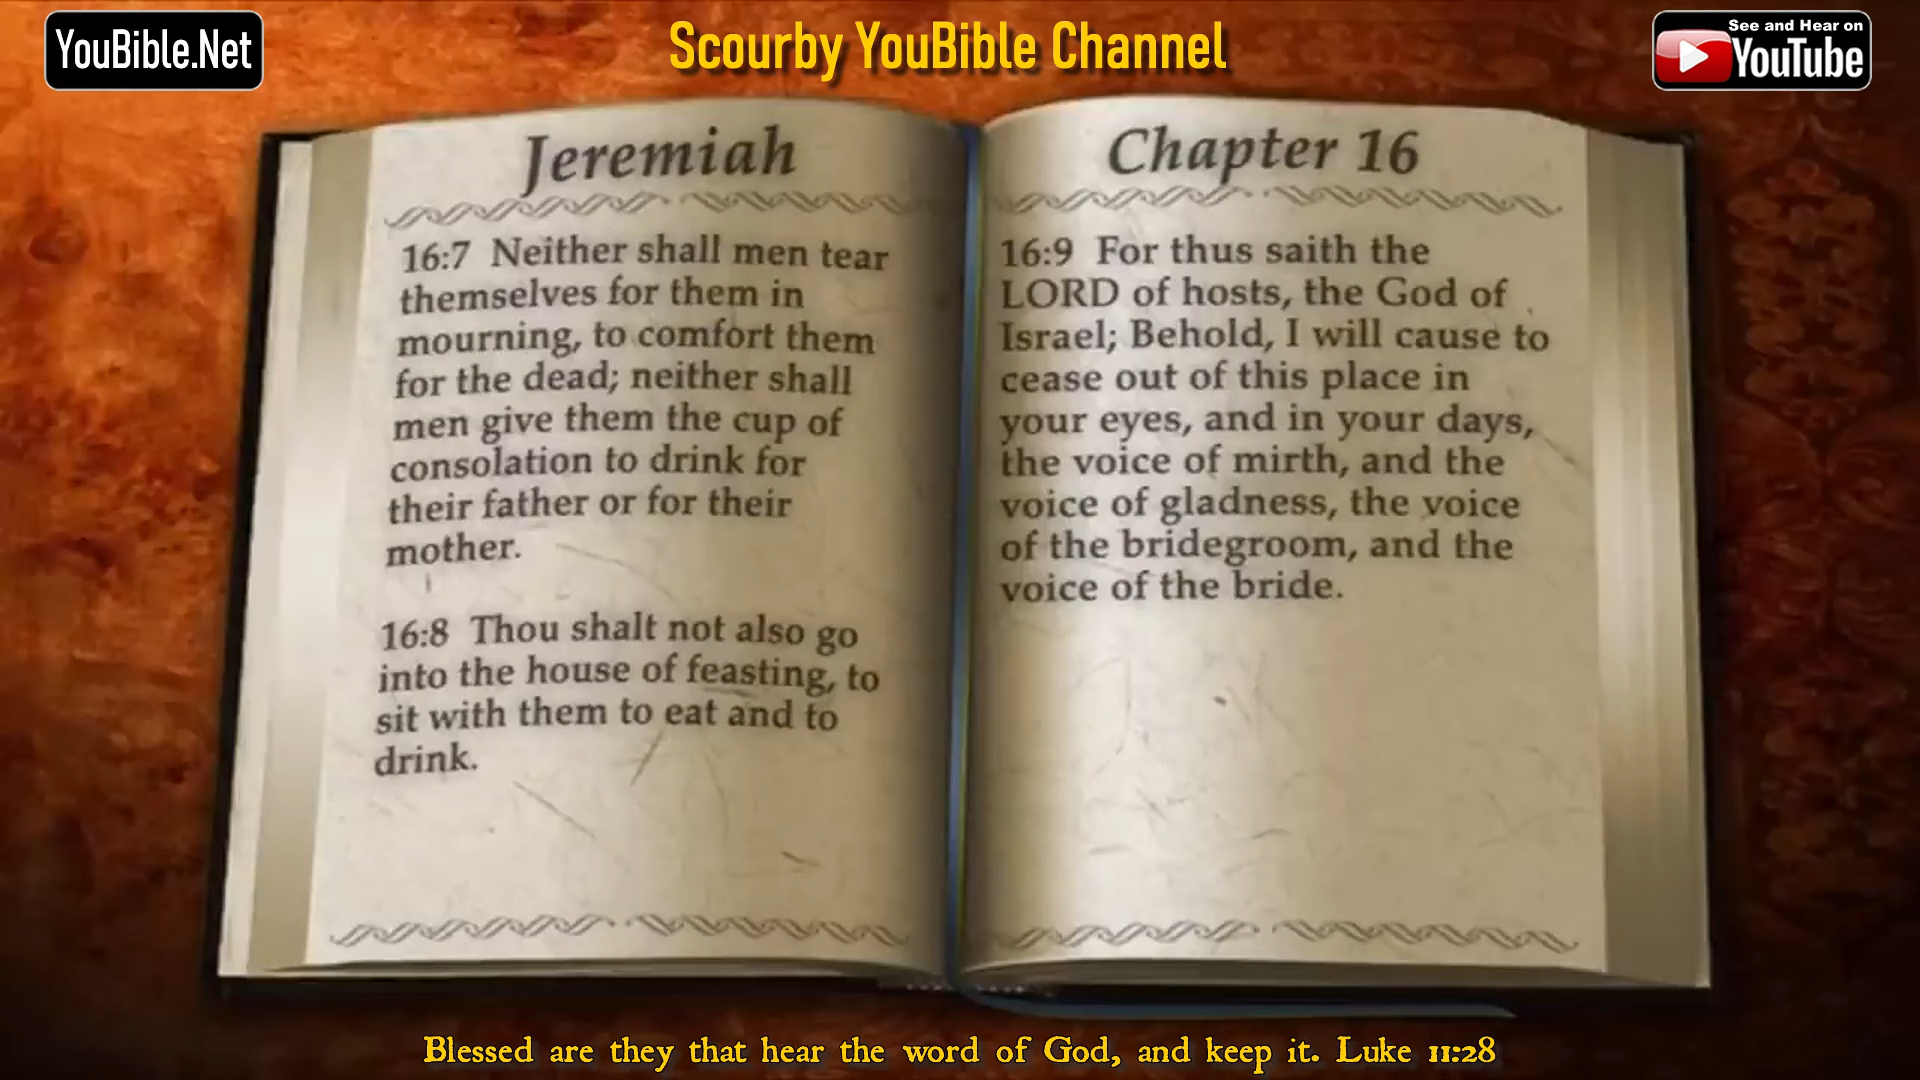 YouBible.Net
Scourby YouBible Channel
See and Hear on
YouTube
Jeremiah
16:7 Neither shall men tear
themselves for them in
mourning, to comfort them
for the dead; neither shall
men give them the cup of
consolation to drink for
their father or for their
mother.
16:8 Thou shalt not also go
into the house of feasting, to
sit with them to eat and to
drink.
Chapter 16
16:9 For thus saith the
LORD of hosts, the God of
Israel; Behold, I will cause to
cease out of this place in
your eyes, and in your days,
the voice of mirth, and the
voice of gladness, the voice
of the bridegroom, and the
voice of the bride.
Blessed are they that hear the word of God, and keep it. Luke 11:28